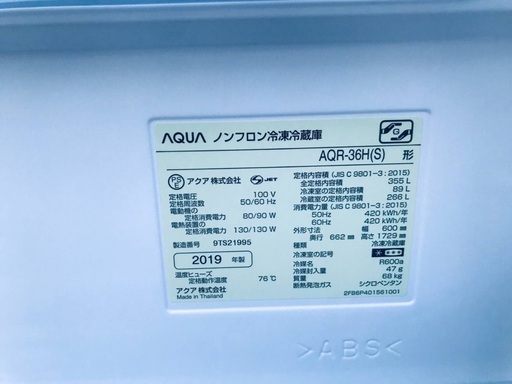 AQUA ノンフロン冷凍冷蔵庫
AQR-36H(S) 形
PS E アクア株式会社 S JET
定格電圧 100 V
定格周波数 50/60 Hz
電動機の
定格消費電力 80/90 W
電熱装置の
定格消費電力 130/130 W
製造番号 9TS21995
2019 年製
温度ヒューズ
定格動作温度 76℃
アクア株式会社
Made in Thailand
定格内容積 (JIS C 9801-3 : 2015)
全定格内容積 355 L
冷凍室の定格内容積 89 L
冷蔵室の定格内容積 266 L
消費電力量 (JIS C 9801-3 : 2015)
50Hz 420 kWh/年
60Hz 420 kWh/年
外形寸法 幅 600 mm
奥行 662 mm 高さ 1729 mm
種類 冷凍冷蔵庫
冷凍室の記号
冷媒名 R600a
冷媒封入量 47 g
質量 68 kg
断熱発泡ガス シクロペンタン
2FB6P401561001
G
>ABS<